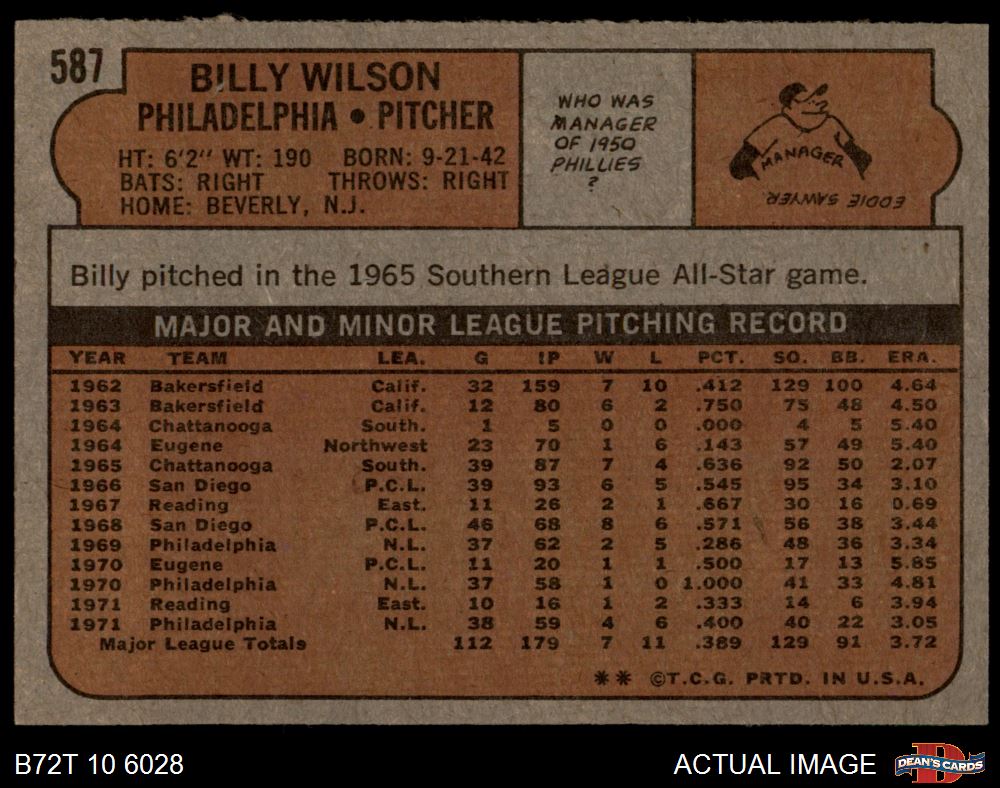 587
BILLY WILSON
PHILADELPHIA • PITCHER
HT: 6'2" WT: 190 BORN: 9-21-42
BATS: RIGHT THROWS: RIGHT
HOME: BEVERLY, N.J.
WHO WAS
MANAGER
OF 1950
PHILLIES
?
MANAGER
EDDIE SAWYER
Billy pitched in the 1965 Southern League All-Star game.
MAJOR AND MINOR LEAGUE PITCHING RECORD
YEAR TEAM LEA. G IP W L PCT. SO. BB. ERA.
1962 Bakersfield Calif. 32 159 7 10 .412 129 100 4.64
1963 Bakersfield Calif. 12 80 6 2 .750 75 48 4.50
1964 Chattanooga South. 1 5 0 0 .000 4 5 5.40
1964 Eugene Northwest 23 70 1 6 .143 57 49 5.40
1965 Chattanooga South. 39 87 7 4 .636 92 50 2.07
1966 San Diego P.C.L. 39 93 6 5 .545 95 34 3.10
1967 Reading East. 11 26 2 1 .667 30 16 0.69
1968 San Diego P.C.L. 46 68 8 6 .571 56 38 3.44
1969 Philadelphia N.L. 37 62 2 5 .286 48 36 3.34
1970 Eugene P.C.L. 11 20 1 1 .500 17 13 5.85
1970 Philadelphia N.L. 37 58 1 0 1.000 41 33 4.81
1971 Reading East. 10 16 1 2 .333 14 6 3.94
1971 Philadelphia N.L. 38 59 4 6 .400 40 22 3.05
Major League Totals 112 179 7 11 .389 129 91 3.72
** ©T.C.G. PRTD. IN U.S.A.
B72T 10 6028
ACTUAL IMAGE
D
DEAN'S CARDS